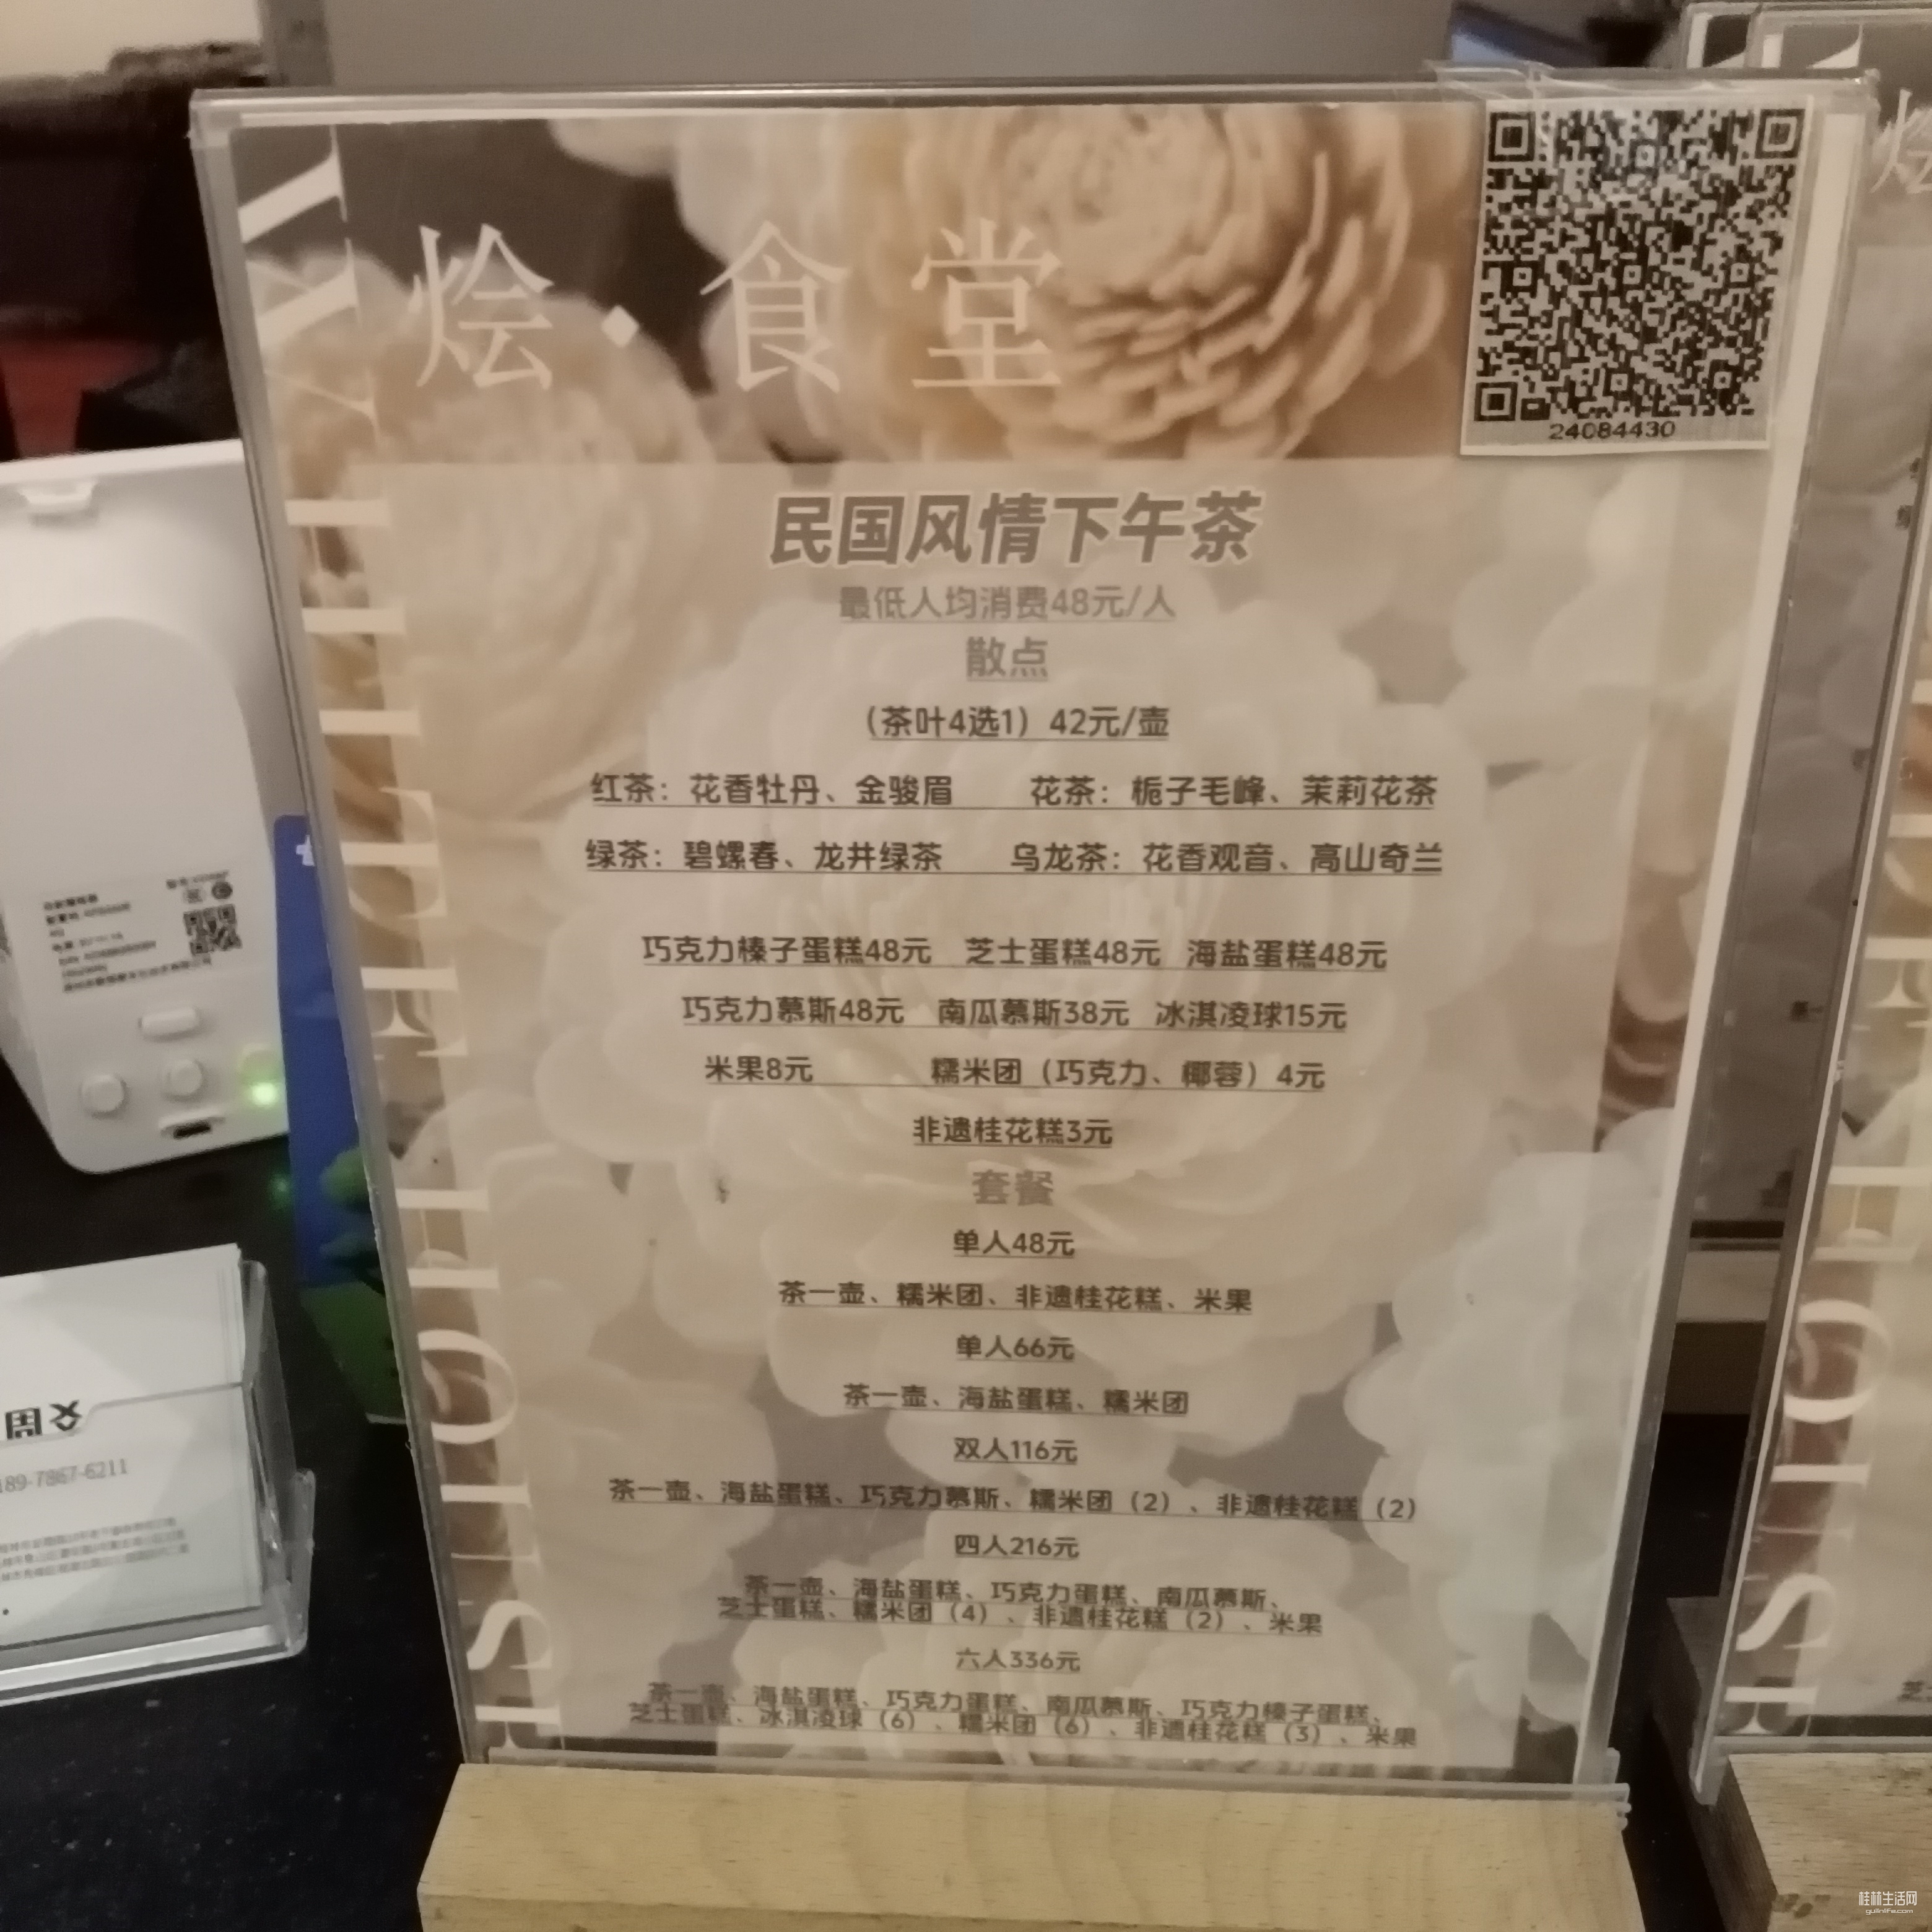 烩·食堂
24084430
民国风情下午茶
最低人均消费48元/人
散点
（茶叶4选1）42元/壶
红茶：花香牡丹、金骏眉 花茶：栀子毛峰、茉莉花茶
绿茶：碧螺春、龙井绿茶 乌龙茶：花香观音、高山奇兰
巧克力榛子蛋糕48元 芝士蛋糕48元 海盐蛋糕48元
巧克力慕斯48元 南瓜慕斯38元 冰淇凌球15元
米果8元 糯米团（巧克力、椰蓉）4元
非遗桂花糕3元
套餐
单人48元
茶一壶、糯米团、非遗桂花糕、米果
单人66元
茶一壶、海盐蛋糕、糯米团
双人116元
茶一壶、海盐蛋糕、巧克力慕斯、糯米团（2）、非遗桂花糕（2）
四人216元
茶一壶、海盐蛋糕、巧克力蛋糕、南瓜慕斯、
芝士蛋糕、糯米团（4）、非遗桂花糕（2）、米果
六人336元
茶一壶、海盐蛋糕、巧克力蛋糕、南瓜慕斯、巧克力榛子蛋糕、
芝士蛋糕、冰淇凌球（6）、糯米团（6）、非遗桂花糕（3）、米果
189-7867-6211
桂林生活网
guilinlife.com